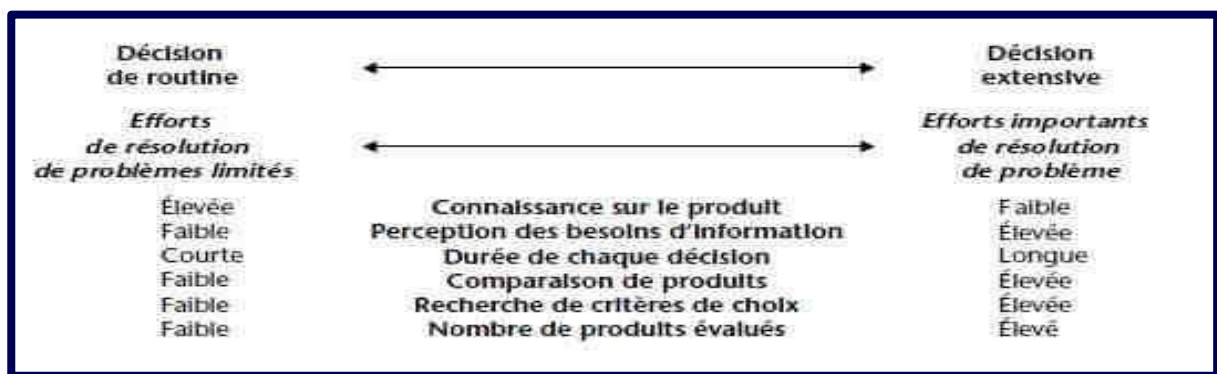 Décision
de routine
Décision
extensive
Efforts
de résolution
de problèmes limités
Efforts importants
de résolution
de problème
Élevée Connaissance sur le produit Faible
Faible Perception des besoins d'information Élevée
Courte Durée de chaque décision Longue
Faible Comparaison de produits Élevée
Faible Recherche de critères de choix Élevée
Faible Nombre de produits évalués Élevé